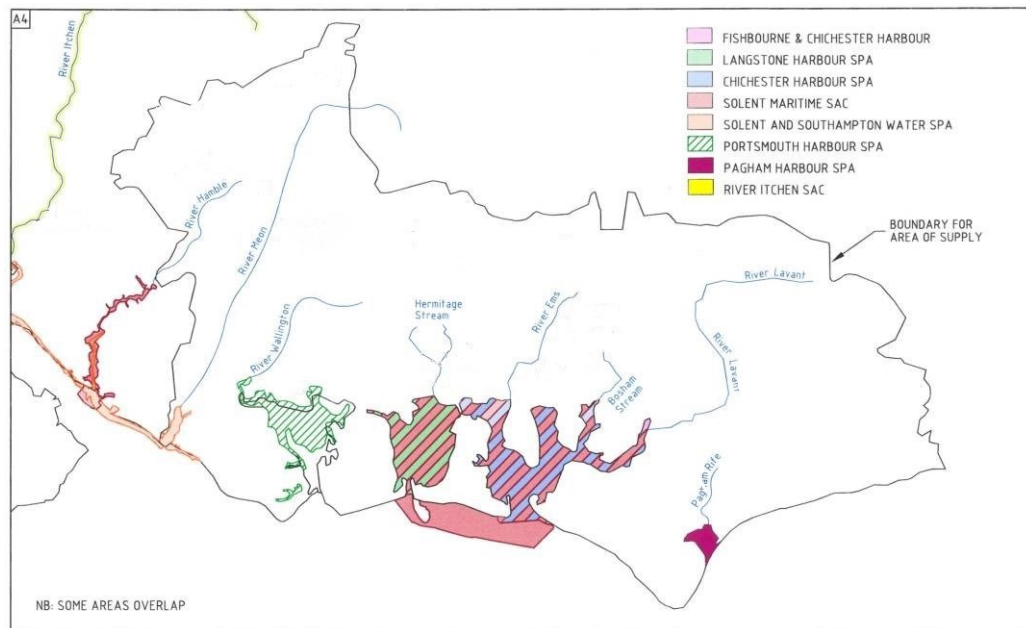 A4
River Itchen
FISHBOURNE & CHICHESTER HARBOUR
LANGSTONE HARBOUR SPA
CHICHESTER HARBOUR SPA
SOLENT MARITIME SAC
SOLENT AND SOUTHAMPTON WATER SPA
PORTSMOUTH HARBOUR SPA
PAGHAM HARBOUR SPA
RIVER ITCHEN SAC
BOUNDARY FOR
AREA OF SUPPLY
River Hamble
River Meon
River Wallington
Hermitage
Stream
River Ems
Bosham
Stream
River Lavant
River Lavant
Pagham Rife
NB: SOME AREAS OVERLAP